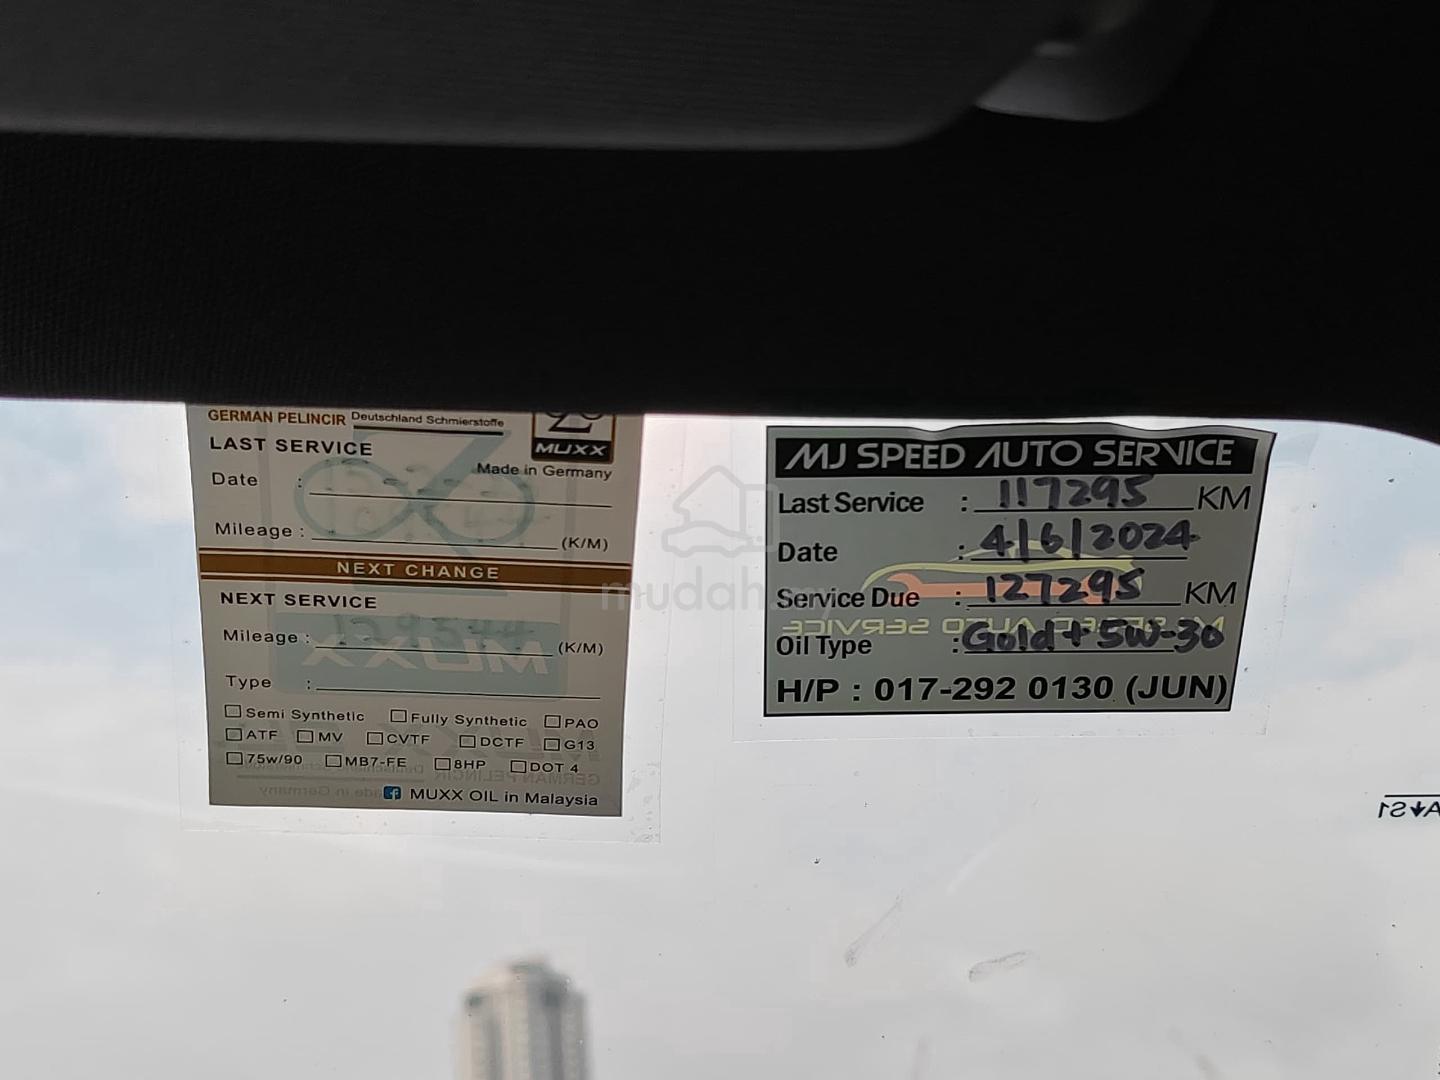 GERMAN PELINCIR Deutschland Schmierstoffe
MUXX
LAST SERVICE
Made in Germany
Date :
Mileage : (K/M)
NEXT CHANGE
NEXT SERVICE
Mileage : (K/M)
Type :
Semi Synthetic Fully Synthetic PAO
ATF MV CVTF DCTF G13
75w/90 MB7-FE 8HP DOT 4
MUXX OIL in Malaysia
MJ SPEED AUTO SERVICE
Last Service : 117295 KM
Date : 4/6/2024
Service Due : 127295 KM
Oil Type : Gold+ 5W-30
H/P : 017-292 0130 (JUN)
AS1